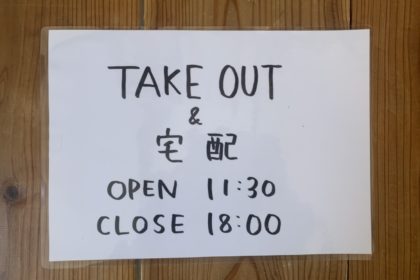 TAKE OUT
&
宅配
OPEN 11:30
CLOSE 18:00